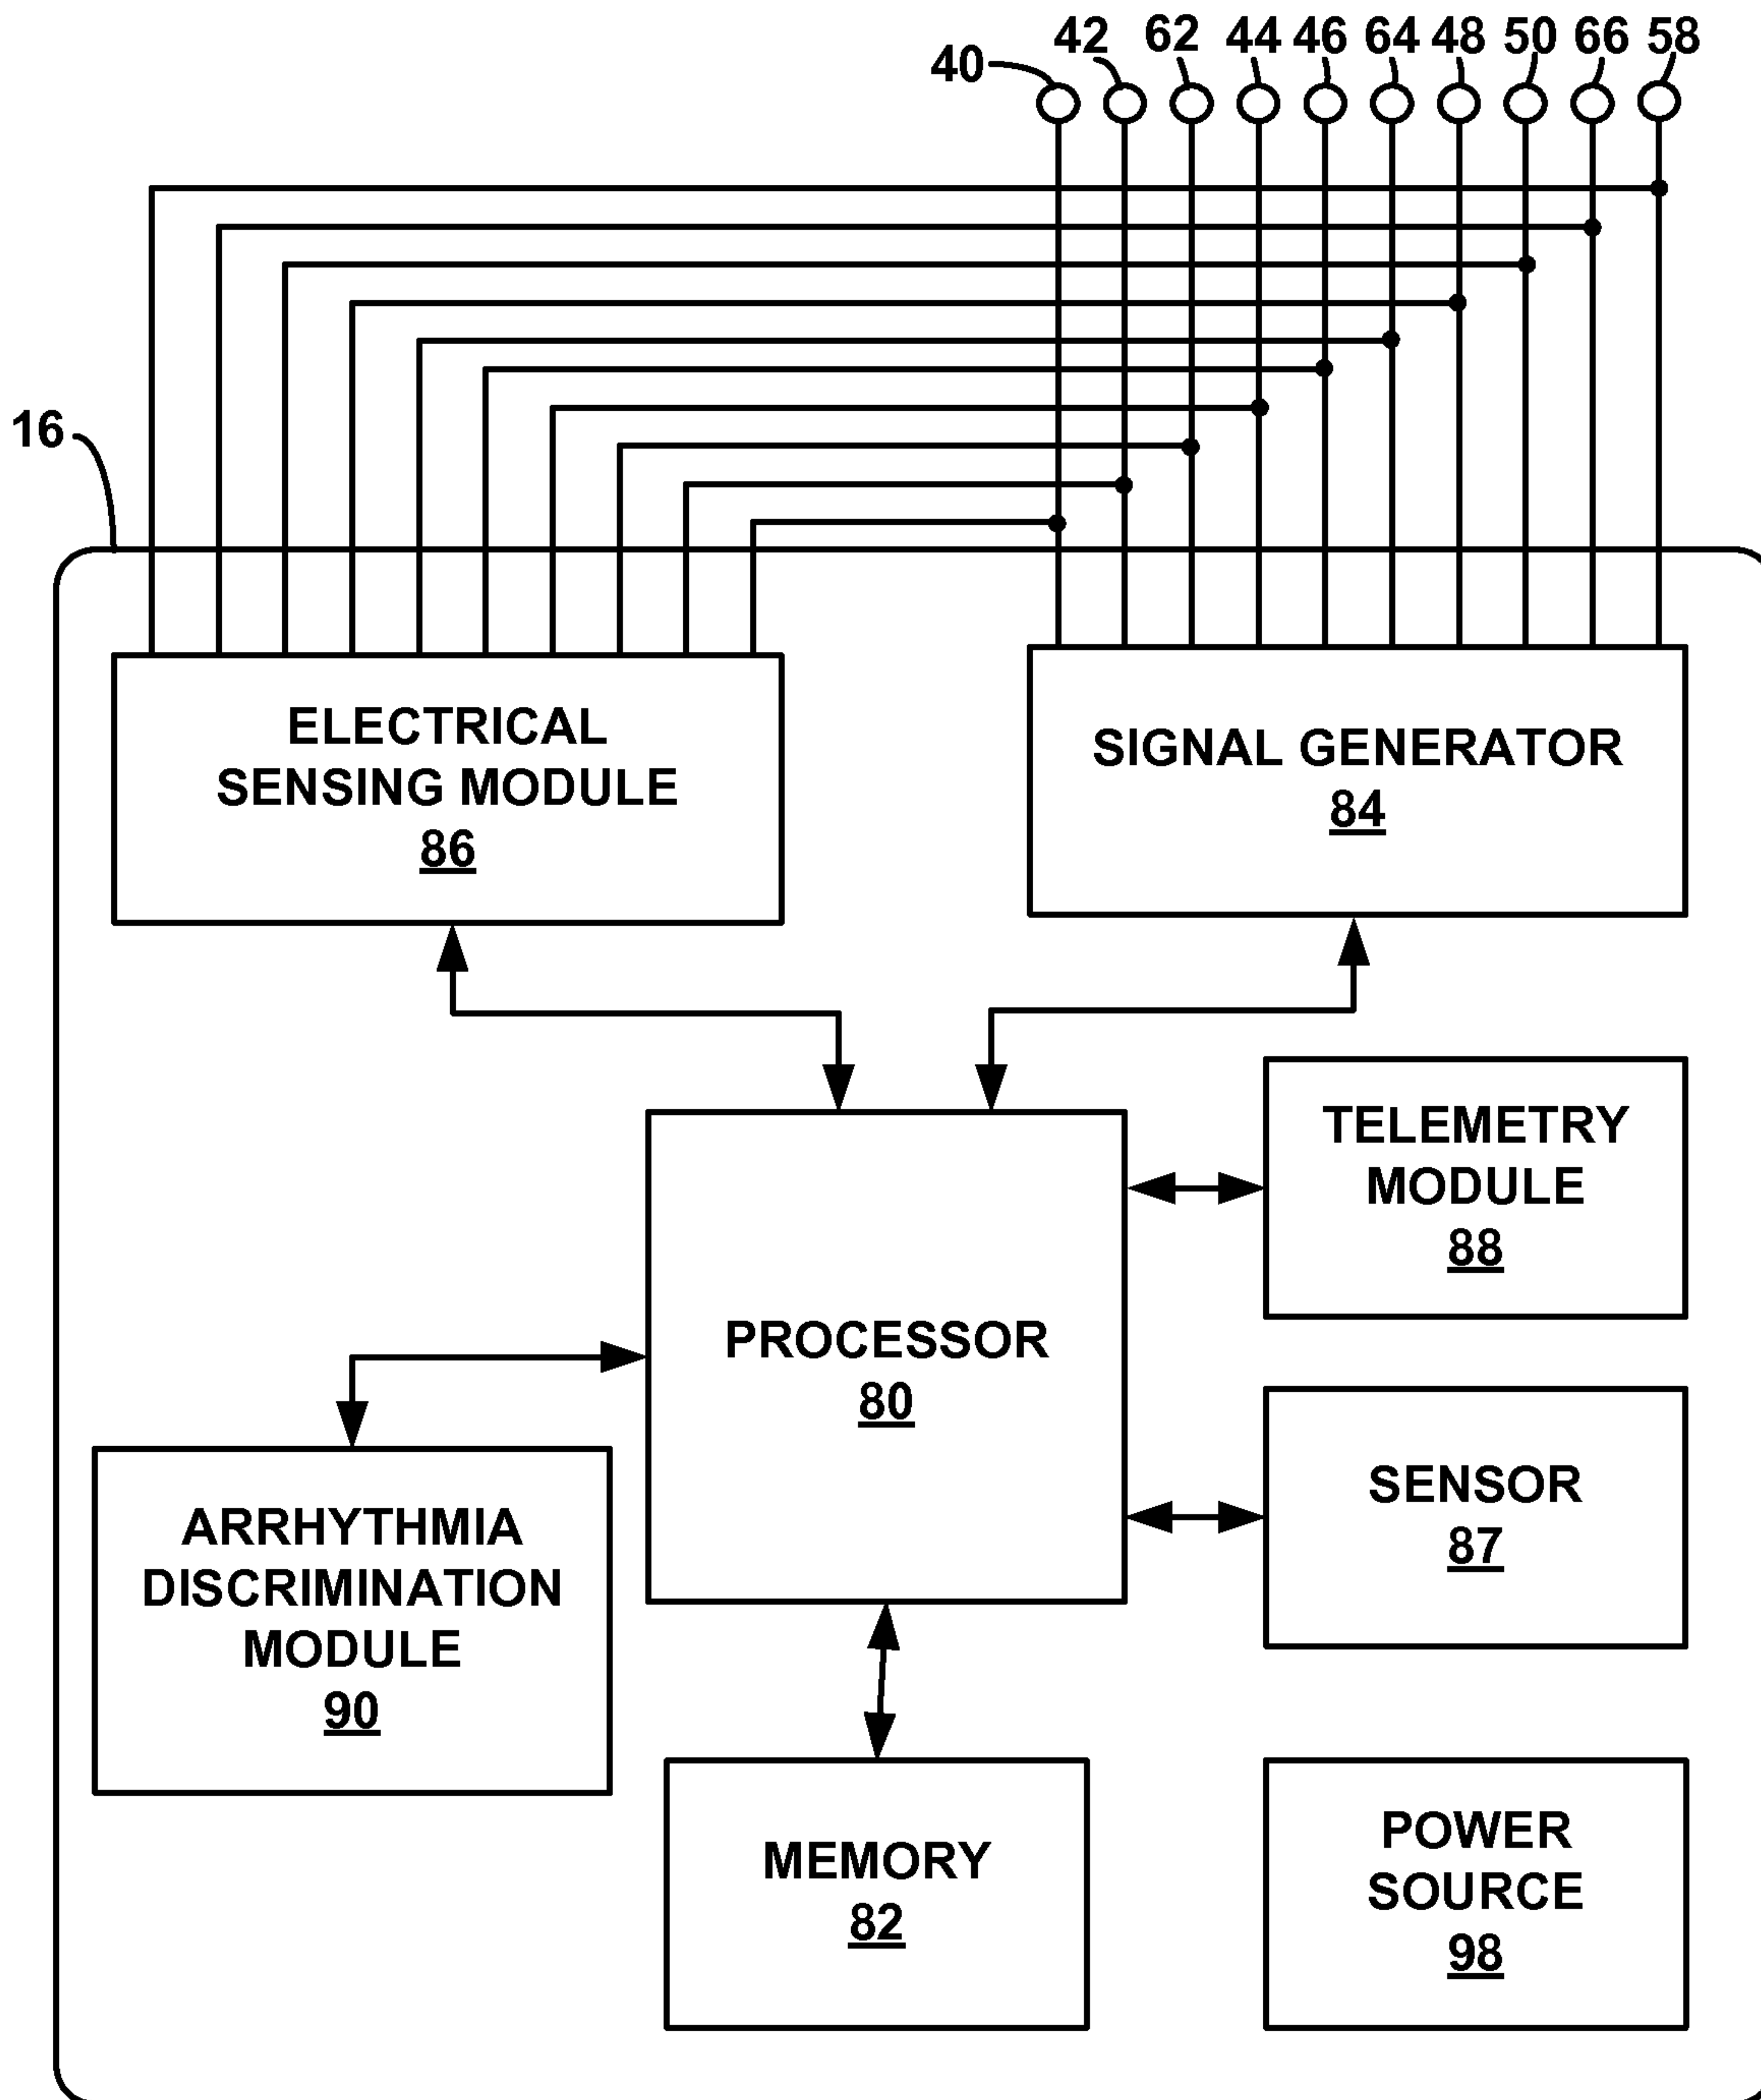 42 62 44 46 64 48 50 66 58
40
16
ELECTRICAL
SENSING MODULE
86
SIGNAL GENERATOR
84
TELEMETRY
MODULE
88
PROCESSOR
80
SENSOR
87
ARRHYTHMIA
DISCRIMINATION
MODULE
90
MEMORY
82
POWER
SOURCE
98